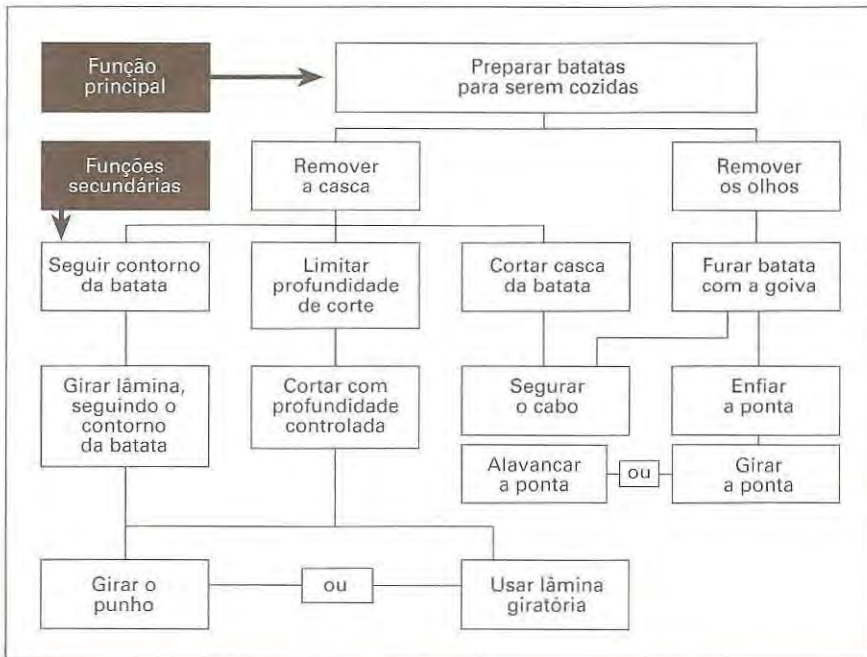 Função
principal
Preparar batatas
para serem cozidas
Funções
secundárias
Remover
a casca
Remover
os olhos
Seguir contorno
da batata
Limitar
profundidade
de corte
Cortar casca
da batata
Furar batata
com a goiva
Girar lâmina,
seguindo o
contorno
da batata
Cortar com
profundidade
controlada
Segurar
o cabo
Enfiar
a ponta
Alavancar
a ponta
ou
Girar
a ponta
Girar o
punho
ou
Usar lâmina
giratória